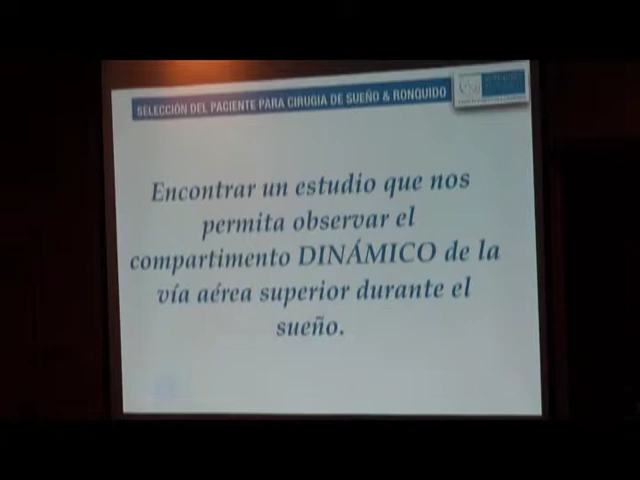 SELECCIÓN DEL PACIENTE PARA CIRUGIA DE SUEÑO & RONQUIDO
Encontrar un estudio que nos
permita observar el
compartimento DINÁMICO de la
vía aérea superior durante el
sueño.